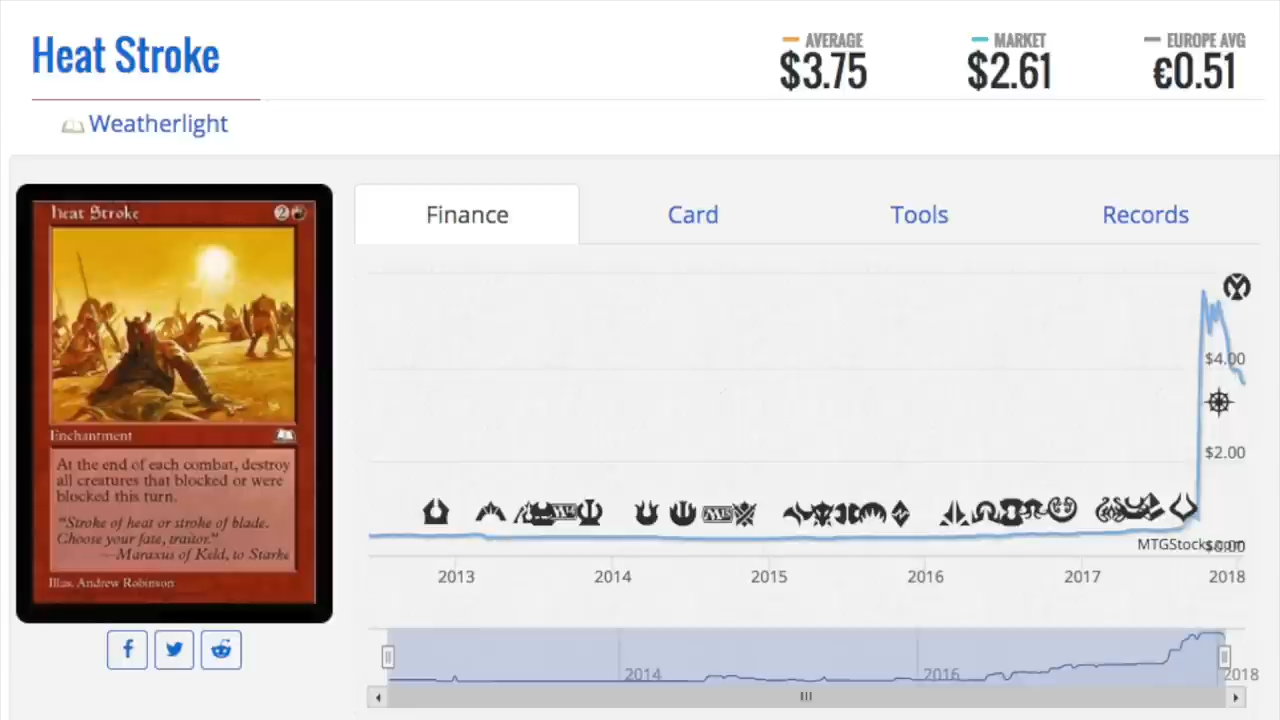 Heat Stroke
AVERAGE
$3.75
MARKET
$2.61
EUROPE AVG
€0.51
Weatherlight
Heat Stroke
2
Enchantment
At the end of each combat, destroy
all creatures that blocked or were
blocked this turn.
"Stroke of heat or stroke of blade.
Choose your fate, traitor."
—Maraxus of Keld, to Starke
Illus. Andrew Robinson
Finance
Card
Tools
Records
$4.00
$2.00
$0.00
MTGStocks.com
2013
2014
2015
2016
2017
2018
2014
2016
2018